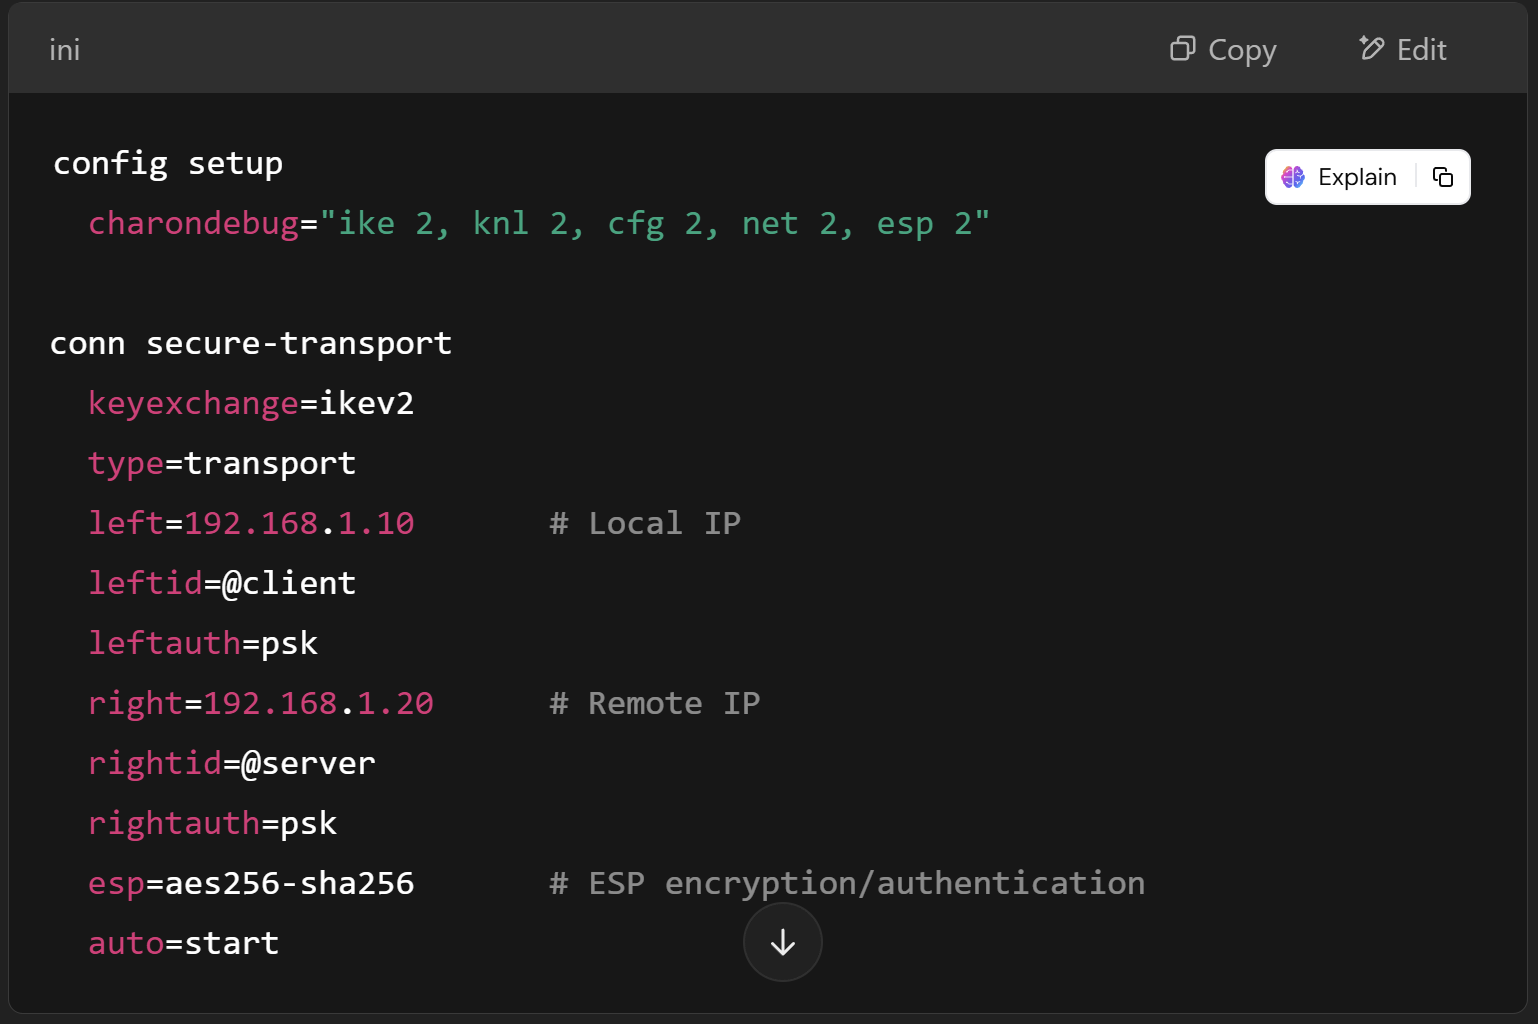 ini
Copy
Edit
config setup
Explain
charondebug="ike 2, knl 2, cfg 2, net 2, esp 2"
conn secure-transport
keyexchange=ikev2
type=transport
left=192.168.1.10       # Local IP
leftid=@client
leftauth=psk
right=192.168.1.20      # Remote IP
rightid=@server
rightauth=psk
esp=aes256-sha256       # ESP encryption/authentication
auto=start